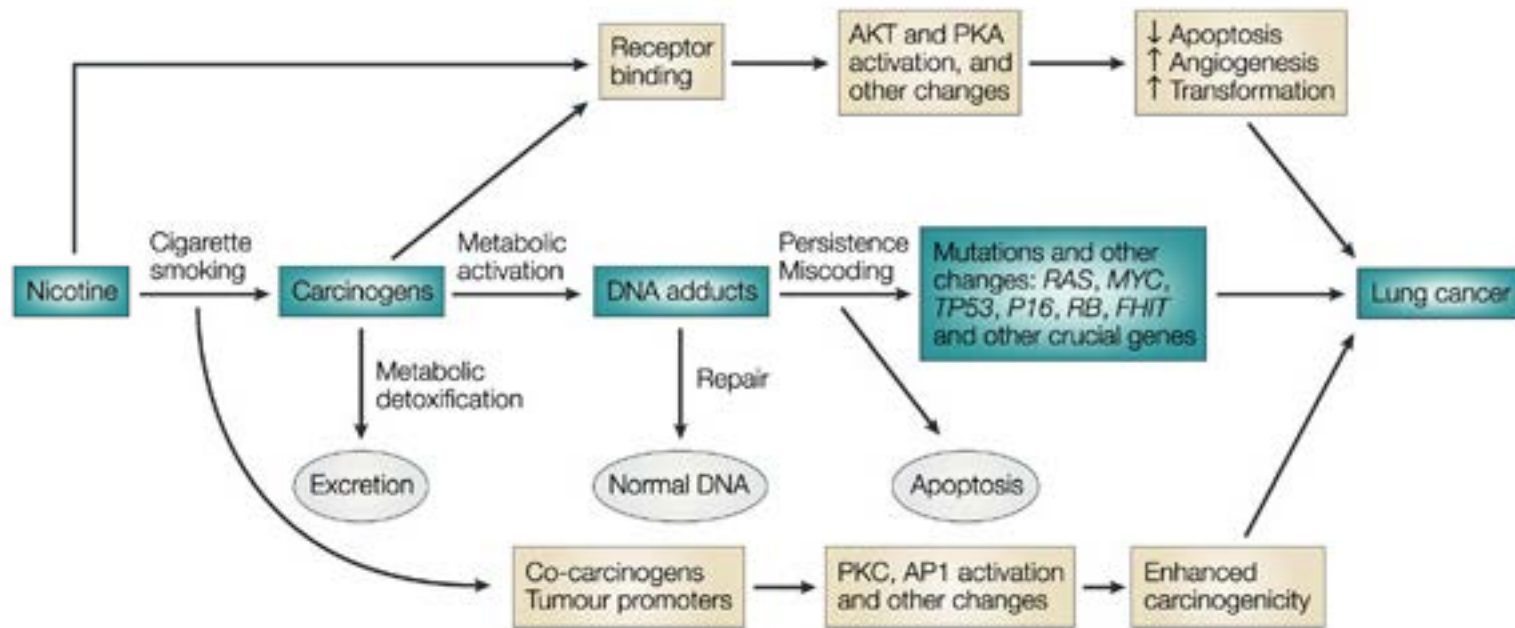 Receptor
binding
AKT and PKA
activation, and
other changes
↓ Apoptosis
↑ Angiogenesis
↑ Transformation
Nicotine
Cigarette
smoking
Carcinogens
Metabolic
activation
DNA adducts
Persistence
Miscoding
Mutations and other
changes: RAS, MYC,
TP53, P16, RB, FHIT
and other crucial genes
Lung cancer
Metabolic
detoxification
Repair
Excretion
Normal DNA
Apoptosis
Co-carcinogens
Tumour promoters
PKC, AP1 activation
and other changes
Enhanced
carcinogenicity